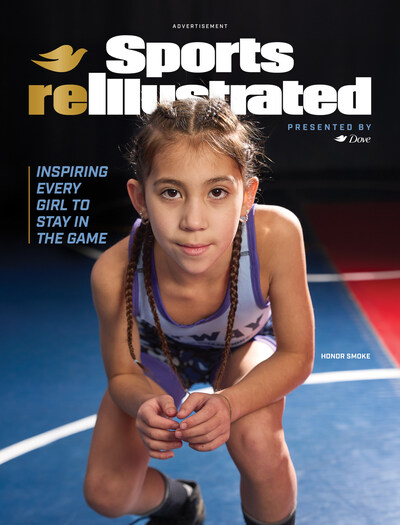 ADVERTISEMENT
Sports
reIllustrated
PRESENTED BY
Dove
INSPIRING
EVERY
GIRL TO
STAY IN
THE GAME
HONOR SMOKE